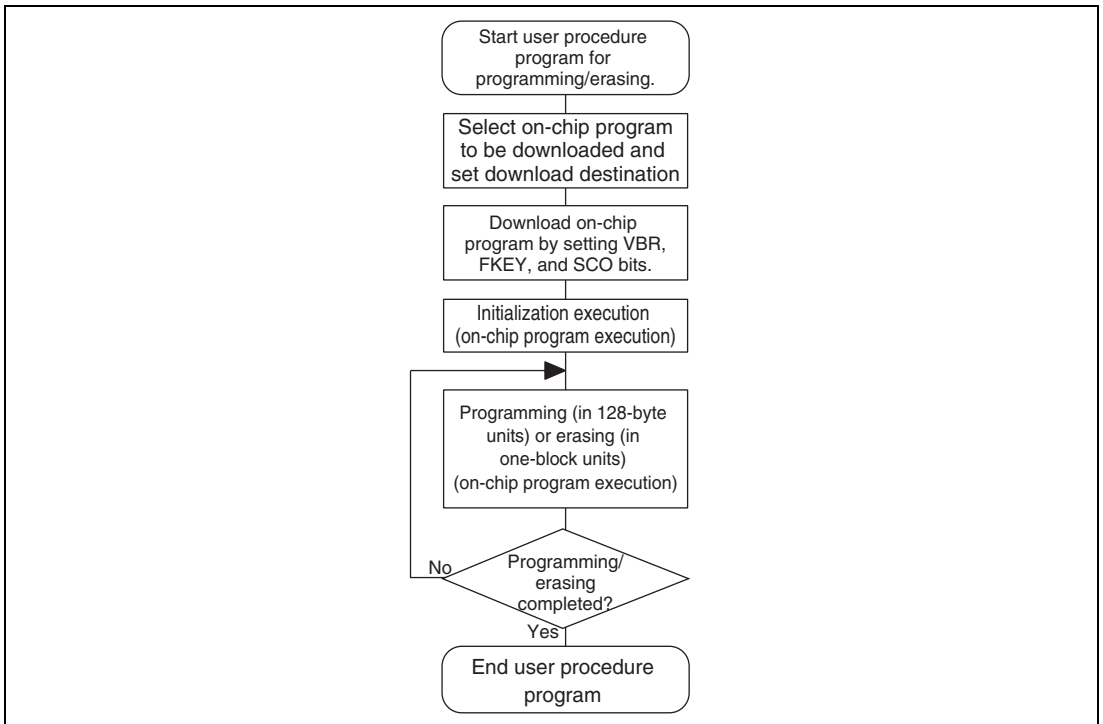 Start user procedure
program for
programming/erasing.
Select on-chip program
to be downloaded and
set download destination
Download on-chip
program by setting VBR,
FKEY, and SCO bits.
Initialization execution
(on-chip program execution)
Programming (in 128-byte
units) or erasing (in
one-block units)
(on-chip program execution)
No
Programming/
erasing
completed?
Yes
End user procedure
program